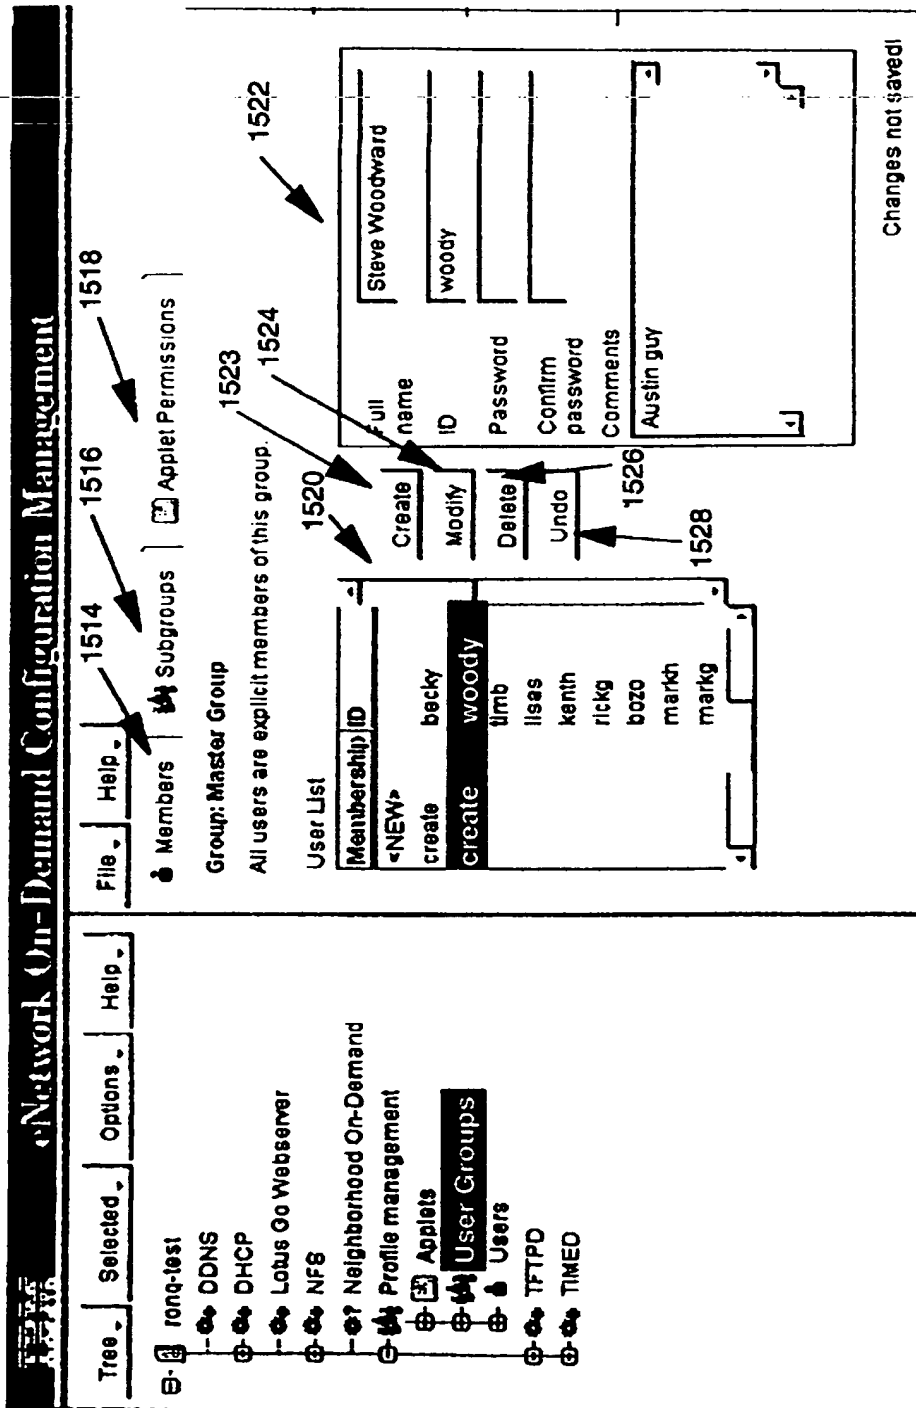 IBM eNetwork On-Demand Configuration Management
Tree Selected Options Help
File Help
ronq-test
DDNS
DHCP
Lotus Go Webserver
NFS
Neighborhood On-Demand
Profile management
Applets
User Groups
Users
TFTPD
TIMED
1514
1516
1518
Members Subgroups Applet Permissions
Group: Master Group
All users are explicit members of this group.
1520
1523
1524
1522
User List
Membership ID
<NEW>
create becky
create woody
timb
lisas
kenth
rickg
bozo
markh
markg
Create
Modify
Delete
Undo
1526
1528
Full name
Steve Woodward
ID
woody
Password
Confirm
password
Comments
Austin guy
Changes not saved!